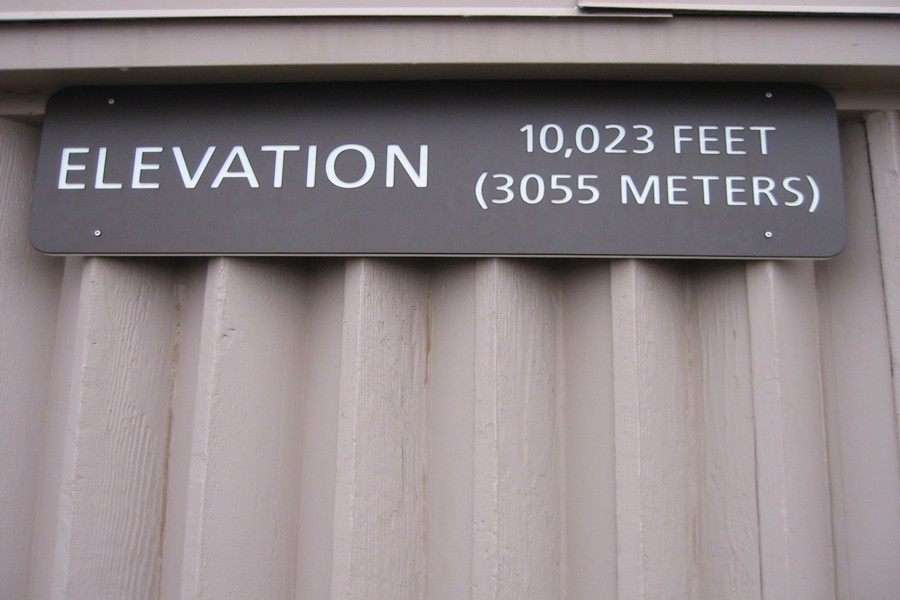 ELEVATION
10,023 FEET
(3055 METERS)